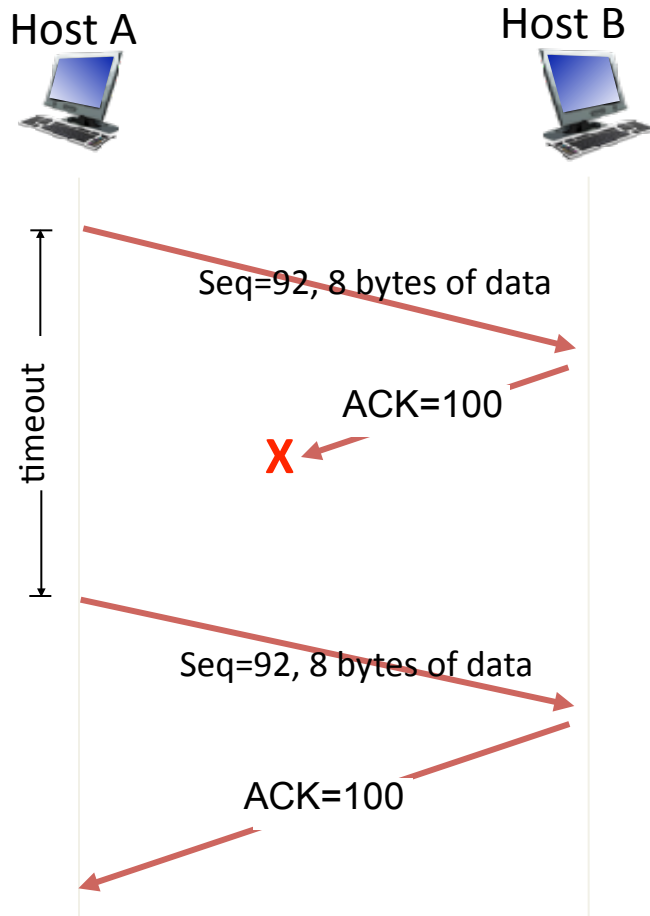 Host A
Host B
Seq=92, 8 bytes of data
ACK=100
X
timeout
Seq=92, 8 bytes of data
ACK=100